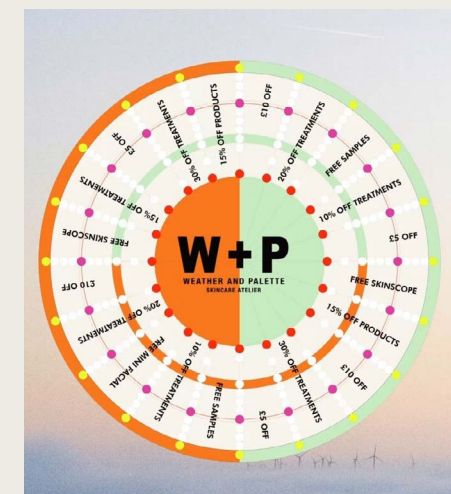 £10 OFF
20% OFF TREATMENTS
FREE SAMPLES
10% OFF TREATMENTS
£5 OFF
FREE SKINSCOPE
15% OFF PRODUCTS
£10 OFF
30% OFF TREATMENTS
£5 OFF
FREE SAMPLES
10% OFF TREATMENTS
FREE MINI FACIAL
20% OFF TREATMENTS
£10 OFF
FREE SKINSCOPE
15% OFF TREATMENTS
£5 OFF
30% OFF TREATMENTS
15% OFF PRODUCTS
W+P
WEATHER AND PALETTE
SKINCARE ATELIER